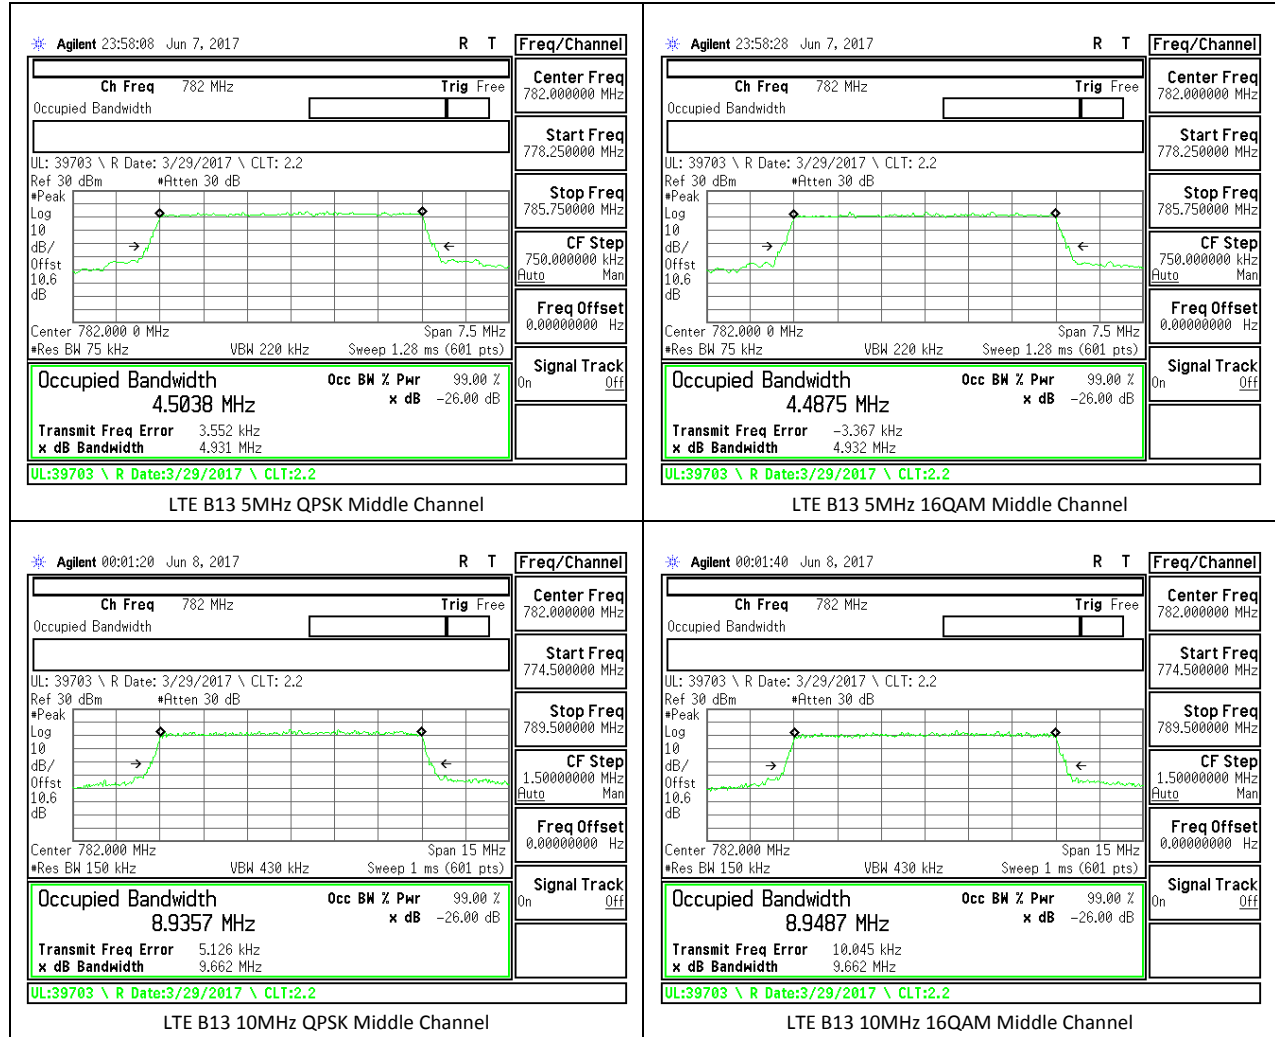 Agilent 23:58:08 Jun 7, 2017 R T Freq/Channel
Ch Freq 782 MHz Trig Free
Occupied Bandwidth
Center Freq
782.000000 MHz
Start Freq
778.250000 MHz
UL: 39703 \ R Date: 3/29/2017 \ CLT: 2.2
Ref 30 dBm #Atten 30 dB
#Peak
Log
10
dB/
Offst
10.6
dB
Stop Freq
785.750000 MHz
CF Step
750.000000 kHz
Auto Man
Freq Offset
0.00000000 Hz
Center 782.000 0 MHz Span 7.5 MHz
#Res BW 75 kHz VBW 220 kHz Sweep 1.28 ms (601 pts)
Signal Track
On Off
Occupied Bandwidth Occ BW % Pwr 99.00 %
4.5038 MHz x dB -26.00 dB
Transmit Freq Error 3.552 kHz
x dB Bandwidth 4.931 MHz
UL:39703 \ R Date:3/29/2017 \ CLT:2.2
LTE B13 5MHz QPSK Middle Channel
Agilent 23:58:28 Jun 7, 2017 R T Freq/Channel
Ch Freq 782 MHz Trig Free
Occupied Bandwidth
Center Freq
782.000000 MHz
Start Freq
778.250000 MHz
UL: 39703 \ R Date: 3/29/2017 \ CLT: 2.2
Ref 30 dBm #Atten 30 dB
#Peak
Log
10
dB/
Offst
10.6
dB
Stop Freq
785.750000 MHz
CF Step
750.000000 kHz
Auto Man
Freq Offset
0.00000000 Hz
Center 782.000 0 MHz Span 7.5 MHz
#Res BW 75 kHz VBW 220 kHz Sweep 1.28 ms (601 pts)
Signal Track
On Off
Occupied Bandwidth Occ BW % Pwr 99.00 %
4.4875 MHz x dB -26.00 dB
Transmit Freq Error -3.367 kHz
x dB Bandwidth 4.932 MHz
UL:39703 \ R Date:3/29/2017 \ CLT:2.2
LTE B13 5MHz 16QAM Middle Channel
Agilent 00:01:20 Jun 8, 2017 R T Freq/Channel
Ch Freq 782 MHz Trig Free
Occupied Bandwidth
Center Freq
782.000000 MHz
Start Freq
774.500000 MHz
UL: 39703 \ R Date: 3/29/2017 \ CLT: 2.2
Ref 30 dBm #Atten 30 dB
#Peak
Log
10
dB/
Offst
10.6
dB
Stop Freq
789.500000 MHz
CF Step
1.50000000 MHz
Auto Man
Freq Offset
0.00000000 Hz
Center 782.000 MHz Span 15 MHz
#Res BW 150 kHz VBW 430 kHz Sweep 1 ms (601 pts)
Signal Track
On Off
Occupied Bandwidth Occ BW % Pwr 99.00 %
8.9357 MHz x dB -26.00 dB
Transmit Freq Error 5.126 kHz
x dB Bandwidth 9.662 MHz
UL:39703 \ R Date:3/29/2017 \ CLT:2.2
LTE B13 10MHz QPSK Middle Channel
Agilent 00:01:40 Jun 8, 2017 R T Freq/Channel
Ch Freq 782 MHz Trig Free
Occupied Bandwidth
Center Freq
782.000000 MHz
Start Freq
774.500000 MHz
UL: 39703 \ R Date: 3/29/2017 \ CLT: 2.2
Ref 30 dBm #Atten 30 dB
#Peak
Log
10
dB/
Offst
10.6
dB
Stop Freq
789.500000 MHz
CF Step
1.50000000 MHz
Auto Man
Freq Offset
0.00000000 Hz
Center 782.000 MHz Span 15 MHz
#Res BW 150 kHz VBW 430 kHz Sweep 1 ms (601 pts)
Signal Track
On Off
Occupied Bandwidth Occ BW % Pwr 99.00 %
8.9487 MHz x dB -26.00 dB
Transmit Freq Error 10.045 kHz
x dB Bandwidth 9.662 MHz
UL:39703 \ R Date:3/29/2017 \ CLT:2.2
LTE B13 10MHz 16QAM Middle Channel